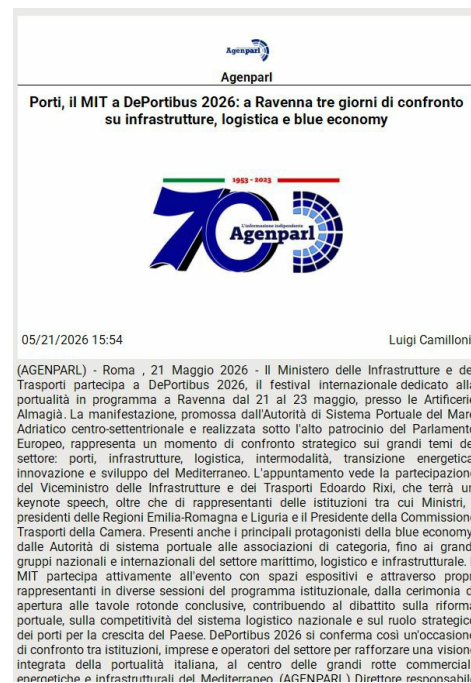 Agenparl
Agenparl
Porti, il MIT a DePortibus 2026: a Ravenna tre giorni di confronto
su infrastrutture, logistica e blue economy
1953 - 2023
L'informazione indipendente
Agenparl
05/21/2026 15:54
Luigi Camilloni
(AGENPARL) - Roma , 21 Maggio 2026 - Il Ministero delle Infrastrutture e de
Trasporti partecipa a DePortibus 2026, il festival internazionale dedicato alla
portualità in programma a Ravenna dal 21 al 23 maggio, presso le Artificerie
Almagià. La manifestazione, promossa dall'Autorità di Sistema Portuale del Mare
Adriatico centro-settentrionale e realizzata sotto l'alto patrocinio del Parlamento
Europeo, rappresenta un momento di confronto strategico sui grandi temi de
settore: porti, infrastrutture, logistica, intermodalità, transizione energetica
innovazione e sviluppo del Mediterraneo. L'appuntamento vede la partecipazione
del Viceministro delle Infrastrutture e dei Trasporti Edoardo Rixi, che terrà un
keynote speech, oltre che di rappresentanti delle istituzioni tra cui Ministri,
presidenti delle Regioni Emilia-Romagna e Liguria e il Presidente della Commissione
Trasporti della Camera. Presenti anche i principali protagonisti della blue economy
dalle Autorità di sistema portuale alle associazioni di categoria, fino ai grand
gruppi nazionali e internazionali del settore marittimo, logistico e infrastrutturale.
MIT partecipa attivamente all'evento con spazi espositivi e attraverso propr
rappresentanti in diverse sessioni del programma istituzionale, dalla cerimonia d
apertura alle tavole rotonde conclusive, contribuendo al dibattito sulla riforma
portuale, sulla competitività del sistema logistico nazionale e sul ruolo strategico
dei porti per la crescita del Paese. DePortibus 2026 si conferma così un'occasione
di confronto tra istituzioni, imprese e operatori del settore per rafforzare una visione
integrata della portualità italiana, al centro delle grandi rotte commercial
energetiche e infrastrutturali del Mediterraneo. (AGENPARL) Direttore responsabil